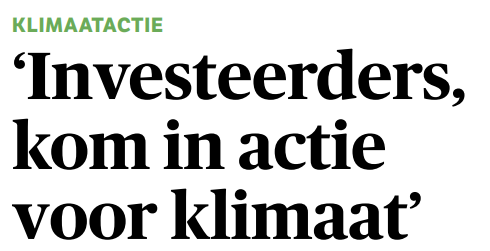 KLIMAATACTIE
‘Investeerders,
kom in actie
voor klimaat’